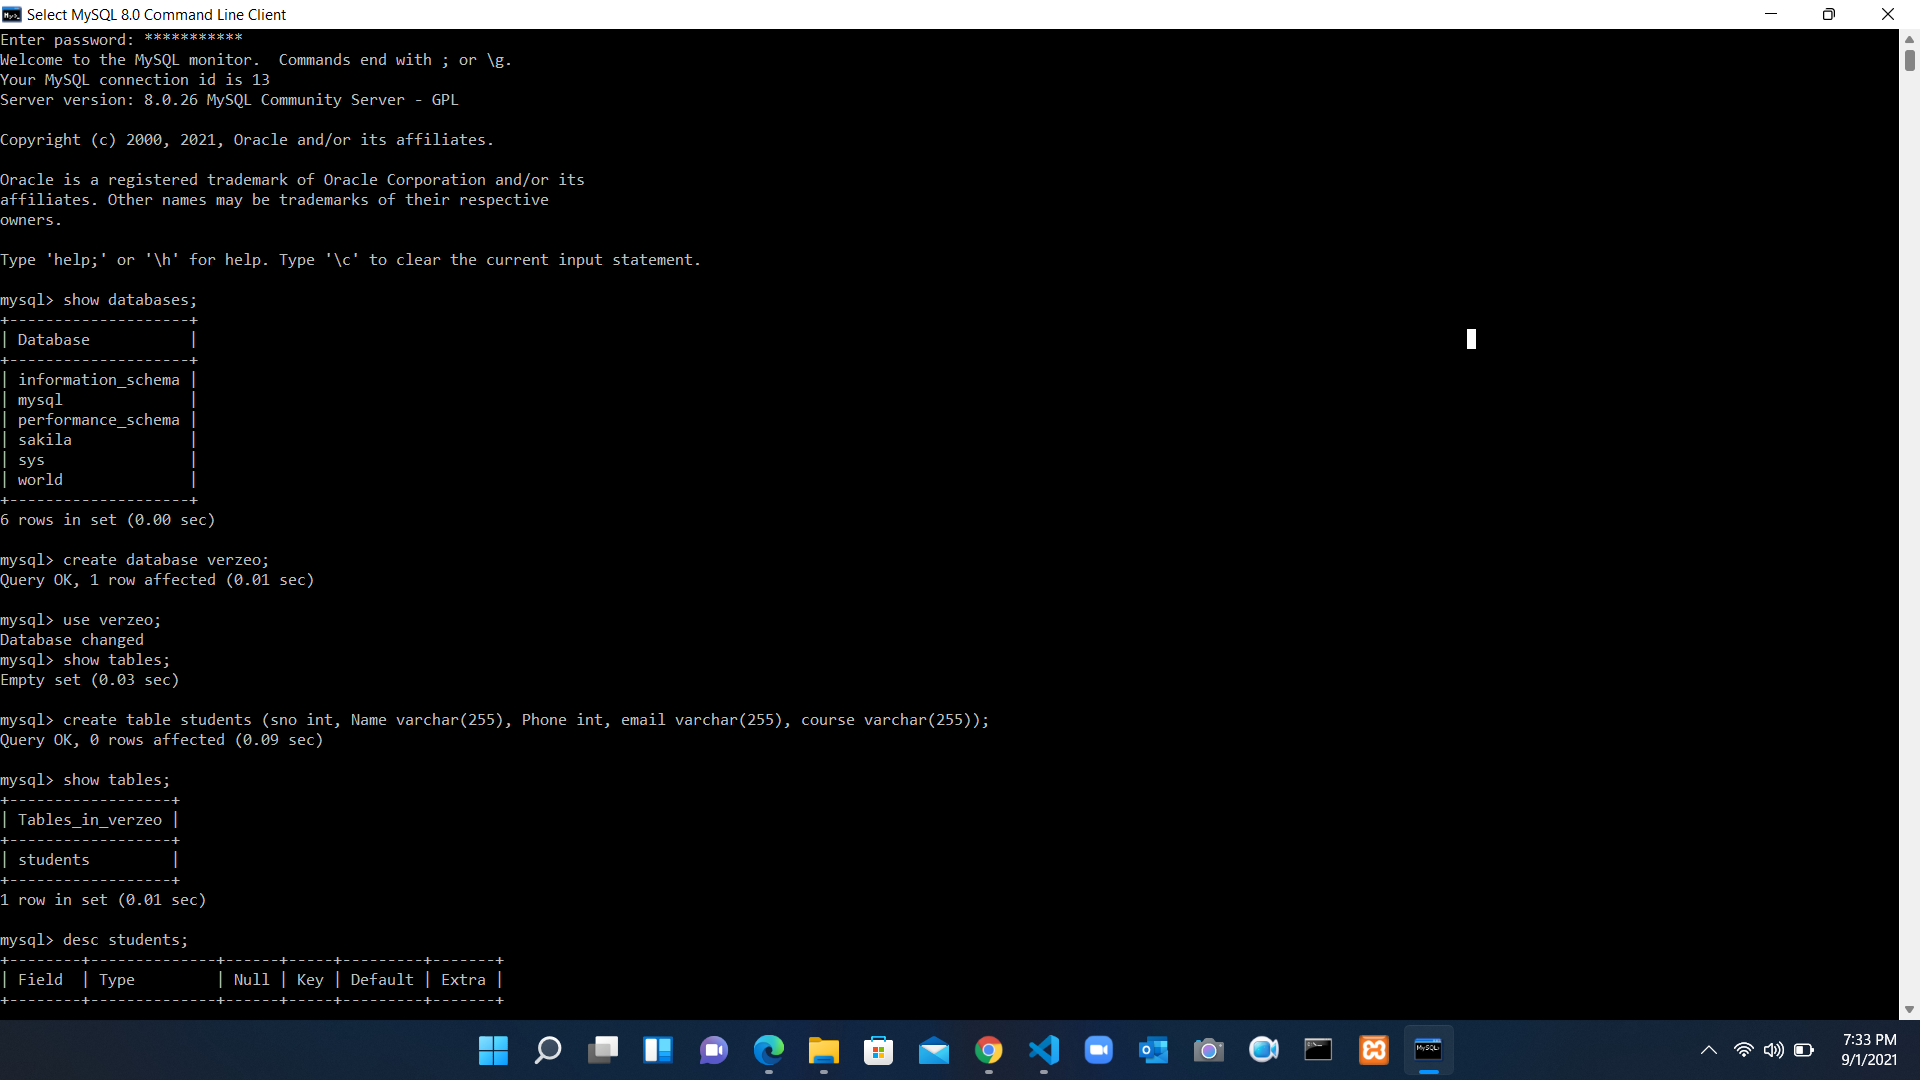 Select MySQL 8.0 Command Line Client
Enter password: ***********
Welcome to the MySQL monitor.  Commands end with ; or \g.
Your MySQL connection id is 13
Server version: 8.0.26 MySQL Community Server - GPL
Copyright (c) 2000, 2021, Oracle and/or its affiliates.
Oracle is a registered trademark of Oracle Corporation and/or its
affiliates. Other names may be trademarks of their respective
owners.
Type 'help;' or '\h' for help. Type '\c' to clear the current input statement.
mysql> show databases;
+--------------------+
| Database           |
+--------------------+
| information_schema |
| mysql              |
| performance_schema |
| sakila             |
| sys                |
| world              |
+--------------------+
6 rows in set (0.00 sec)
mysql> create database verzeo;
Query OK, 1 row affected (0.01 sec)
mysql> use verzeo;
Database changed
mysql> show tables;
Empty set (0.03 sec)
mysql> create table students (sno int, Name varchar(255), Phone int, email varchar(255), course varchar(255));
Query OK, 0 rows affected (0.09 sec)
mysql> show tables;
+------------------+
| Tables_in_verzeo |
+------------------+
| students         |
+------------------+
1 row in set (0.01 sec)
mysql> desc students;
+--------+--------------+------+-----+---------+-------+
| Field  | Type         | Null | Key | Default | Extra |
+--------+--------------+------+-----+---------+-------+
7:33 PM
9/1/2021